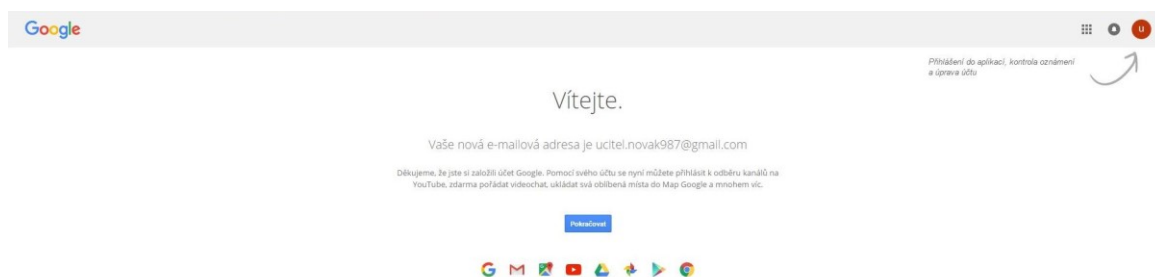 Google
U
Přihlášení do aplikací, kontrola oznámení
a úprava účtu
Vítejte.
Vaše nová e-mailová adresa je ucitel.novak987@gmail.com
Děkujeme, že jste si založili účet Google. Pomocí svého účtu se nyní můžete přihlásit k odběru kanálů na
YouTube, zdarma pořádat videochat, ukládat svá oblíbená místa do Map Google a mnohem víc.
Pokračovat